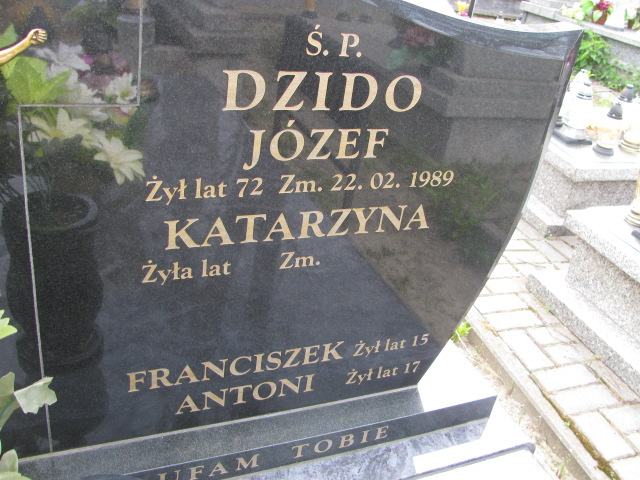 Ś. P.
DZIDO
JÓZEF
Żył lat 72 Zm. 22. 02. 1989
KATARZYNA
Żyła lat Zm.
FRANCISZEK Żył lat 15
ANTONI Żył lat 17
UFAM TOBIE